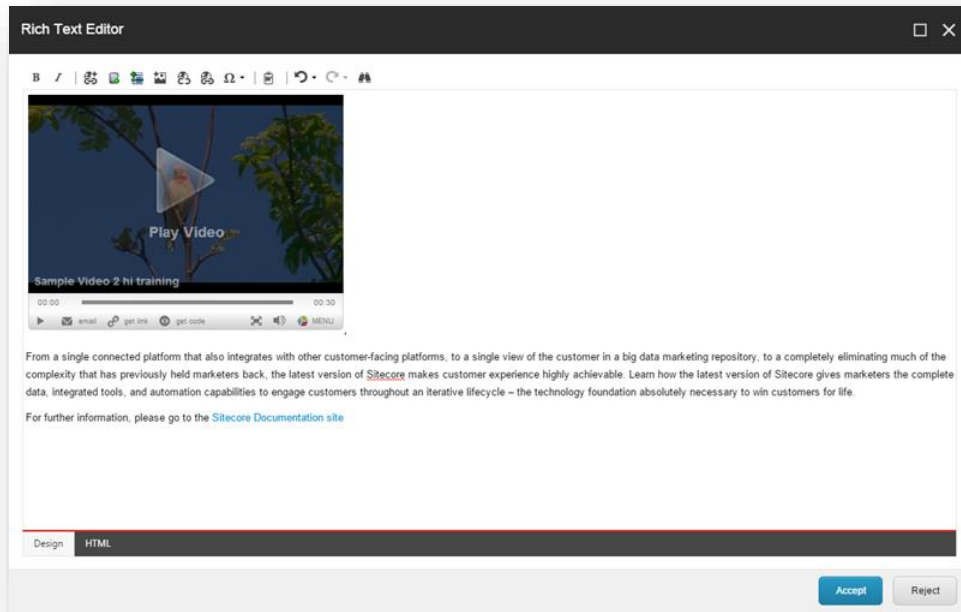 Rich Text Editor
B I Ω
Play Video
Sample Video 2 hi training
00:00 00:30
email get link get code MENU
From a single connected platform that also integrates with other customer-facing platforms, to a single view of the customer in a big data marketing repository, to a completely eliminating much of the
complexity that has previously held marketers back, the latest version of Sitecore makes customer experience highly achievable. Learn how the latest version of Sitecore gives marketers the complete
data, integrated tools, and automation capabilities to engage customers throughout an iterative lifecycle – the technology foundation absolutely necessary to win customers for life.
For further information, please go to the Sitecore Documentation site
Design HTML
Accept Reject